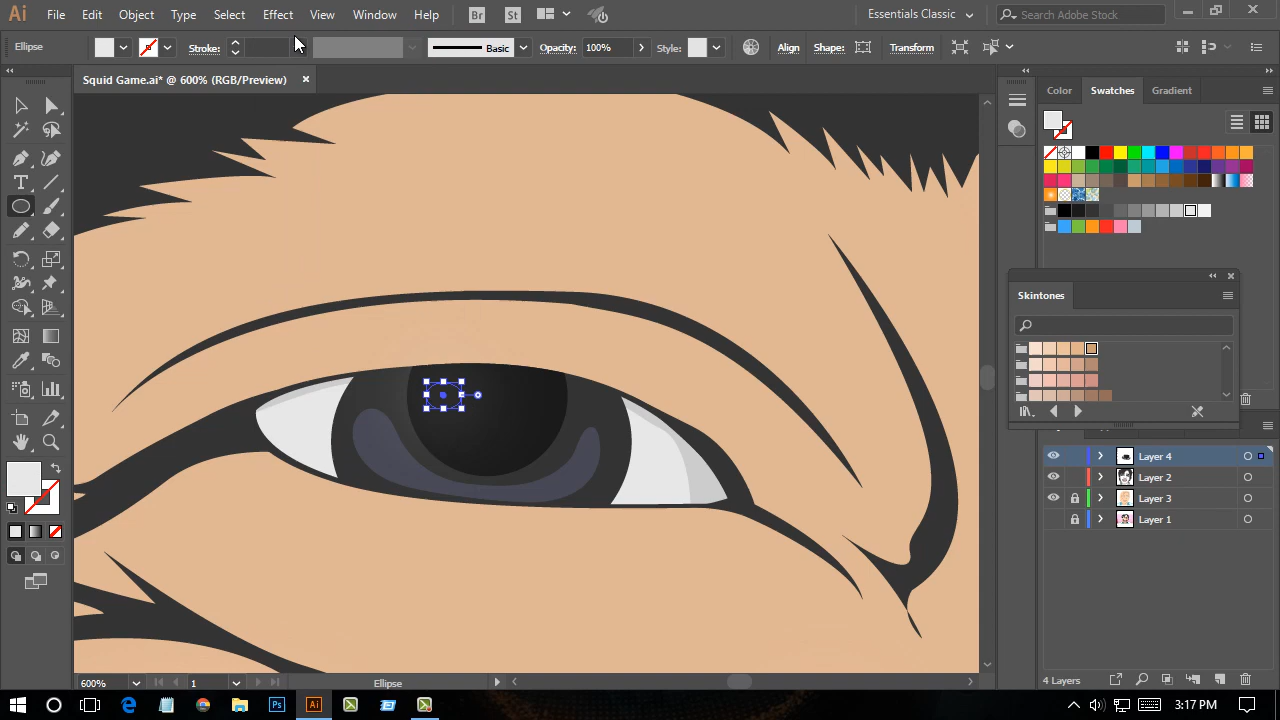 Ai File Edit Object Type Select Effect View Window Help Br St Essentials Classic Search Adobe Stock
Ellipse Stroke: Basic Opacity: 100% Style: Align Shape: Transform
Squid Game.ai* @ 600% (RGB/Preview) Color Swatches Gradient
Skintones
Layer 4
Layer 2
Layer 3
Layer 1
600% 1 Ellipse 4 Layers
Ps Ai 3:17 PM